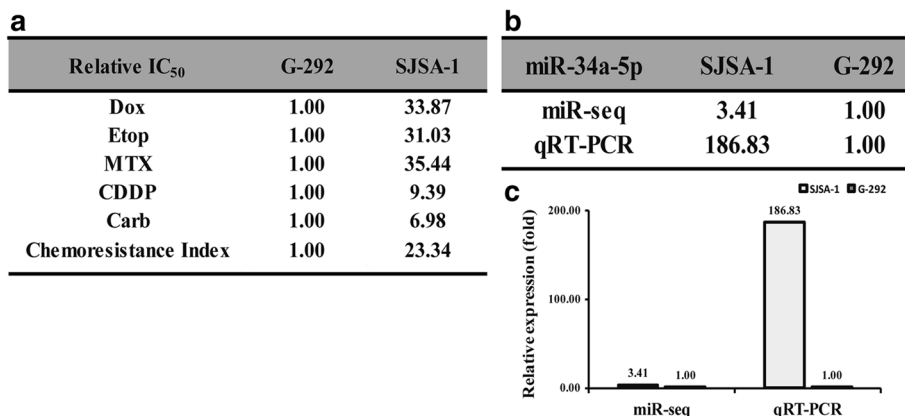 a
Relative IC50 G-292 SJSA-1
Dox 1.00 33.87
Etop 1.00 31.03
MTX 1.00 35.44
CDDP 1.00 9.39
Carb 1.00 6.98
Chemoresistance Index 1.00 23.34
b
miR-34a-5p SJSA-1 G-292
miR-seq 3.41 1.00
qRT-PCR 186.83 1.00
c
SJSA-1 G-292
Relative expression (fold)
200.00
100.00
0.00
3.41 1.00 186.83 1.00
miR-seq qRT-PCR